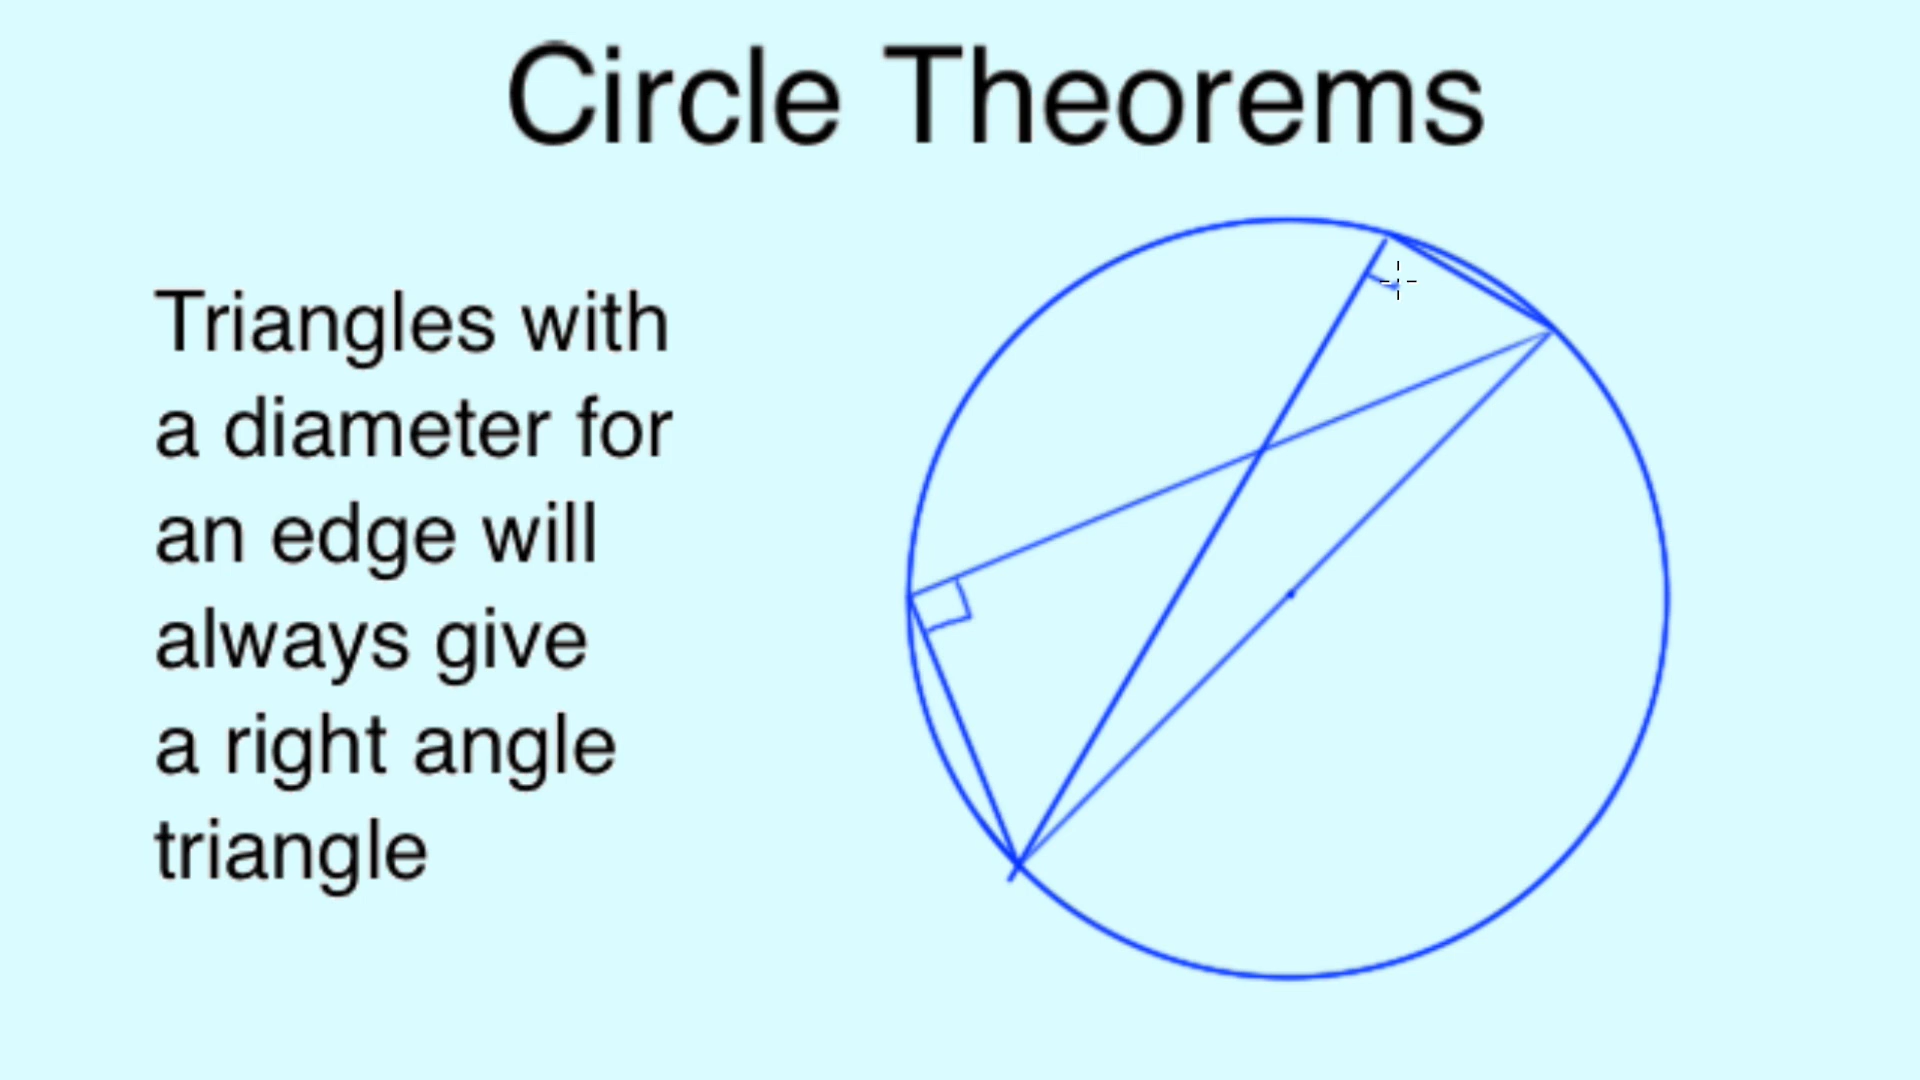 Circle Theorems
Triangles with
a diameter for
an edge will
always give
a right angle
triangle